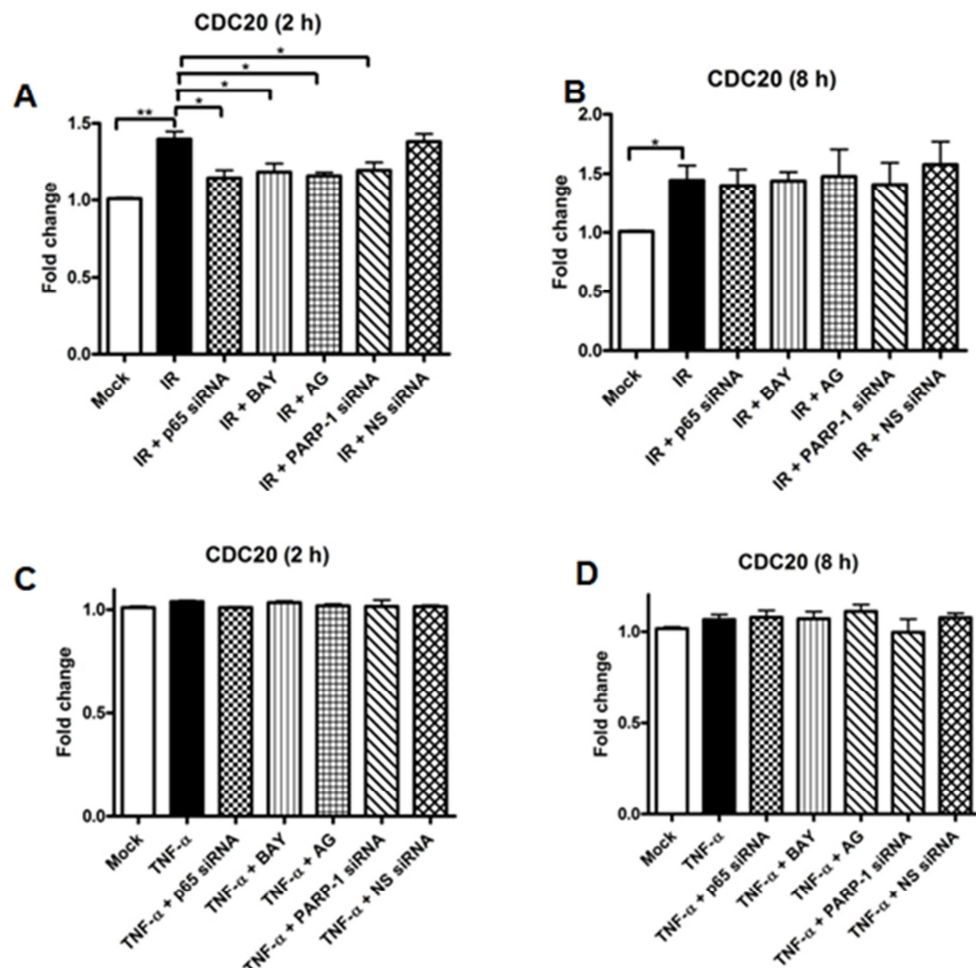 A
CDC20 (2 h)
*
*
*
** *
Fold change
1.5
1.0
0.5
0.0
Mock
IR
IR + p65 siRNA
IR + BAY
IR + AG
IR + PARP-1 siRNA
IR + NS siRNA
B
CDC20 (8 h)
*
Fold change
2.0
1.5
1.0
0.5
0.0
Mock
IR
IR + p65 siRNA
IR + BAY
IR + AG
IR + PARP-1 siRNA
IR + NS siRNA
C
CDC20 (2 h)
Fold change
1.0
0.5
0.0
Mock
TNF-α
TNF-α + p65 siRNA
TNF-α + BAY
TNF-α + AG
TNF-α + PARP-1 siRNA
TNF-α + NS siRNA
D
CDC20 (8 h)
Fold change
1.0
0.5
0.0
Mock
TNF-α
TNF-α + p65 siRNA
TNF-α + BAY
TNF-α + AG
TNF-α + PARP-1 siRNA
TNF-α + NS siRNA